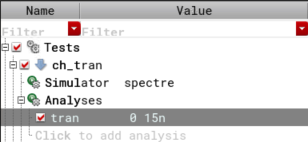 Name Value
Filter Filter
Tests
ch_tran
Simulator spectre
Analyses
tran 0 15n
Click to add analysis